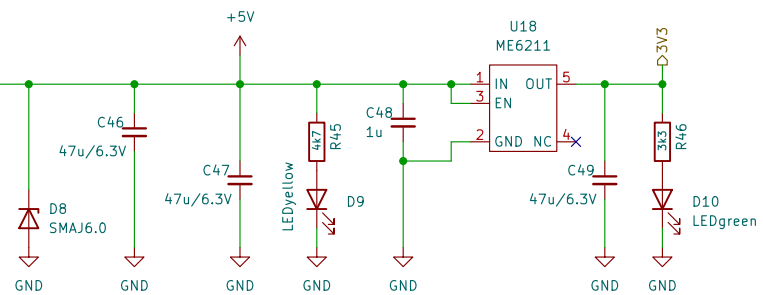 +5V
U18
ME6211
3V3
1 IN OUT 5
3 EN
2 GND NC 4
C46
47u/6.3V
C47
47u/6.3V
4k7
R45
LEDyellow
D9
C48
1u
C49
47u/6.3V
3k3
R46
D10
LEDgreen
D8
SMAJ6.0
GND GND GND GND GND GND GND